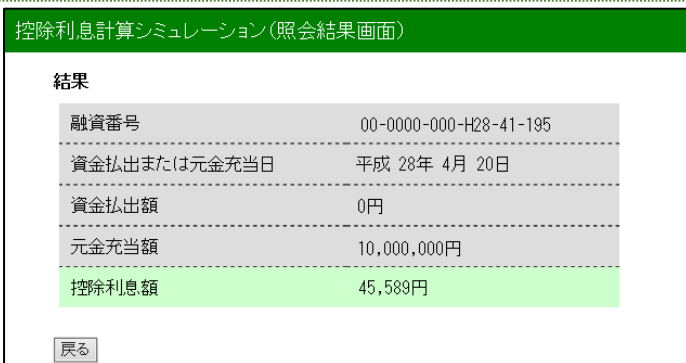 控除利息計算シミュレーション（照会結果画面）
結果
融資番号 00-0000-000-H28-41-195
資金払出または元金充当日 平成 28年 4月 20日
資金払出額 0円
元金充当額 10,000,000円
控除利息額 45,589円
戻る